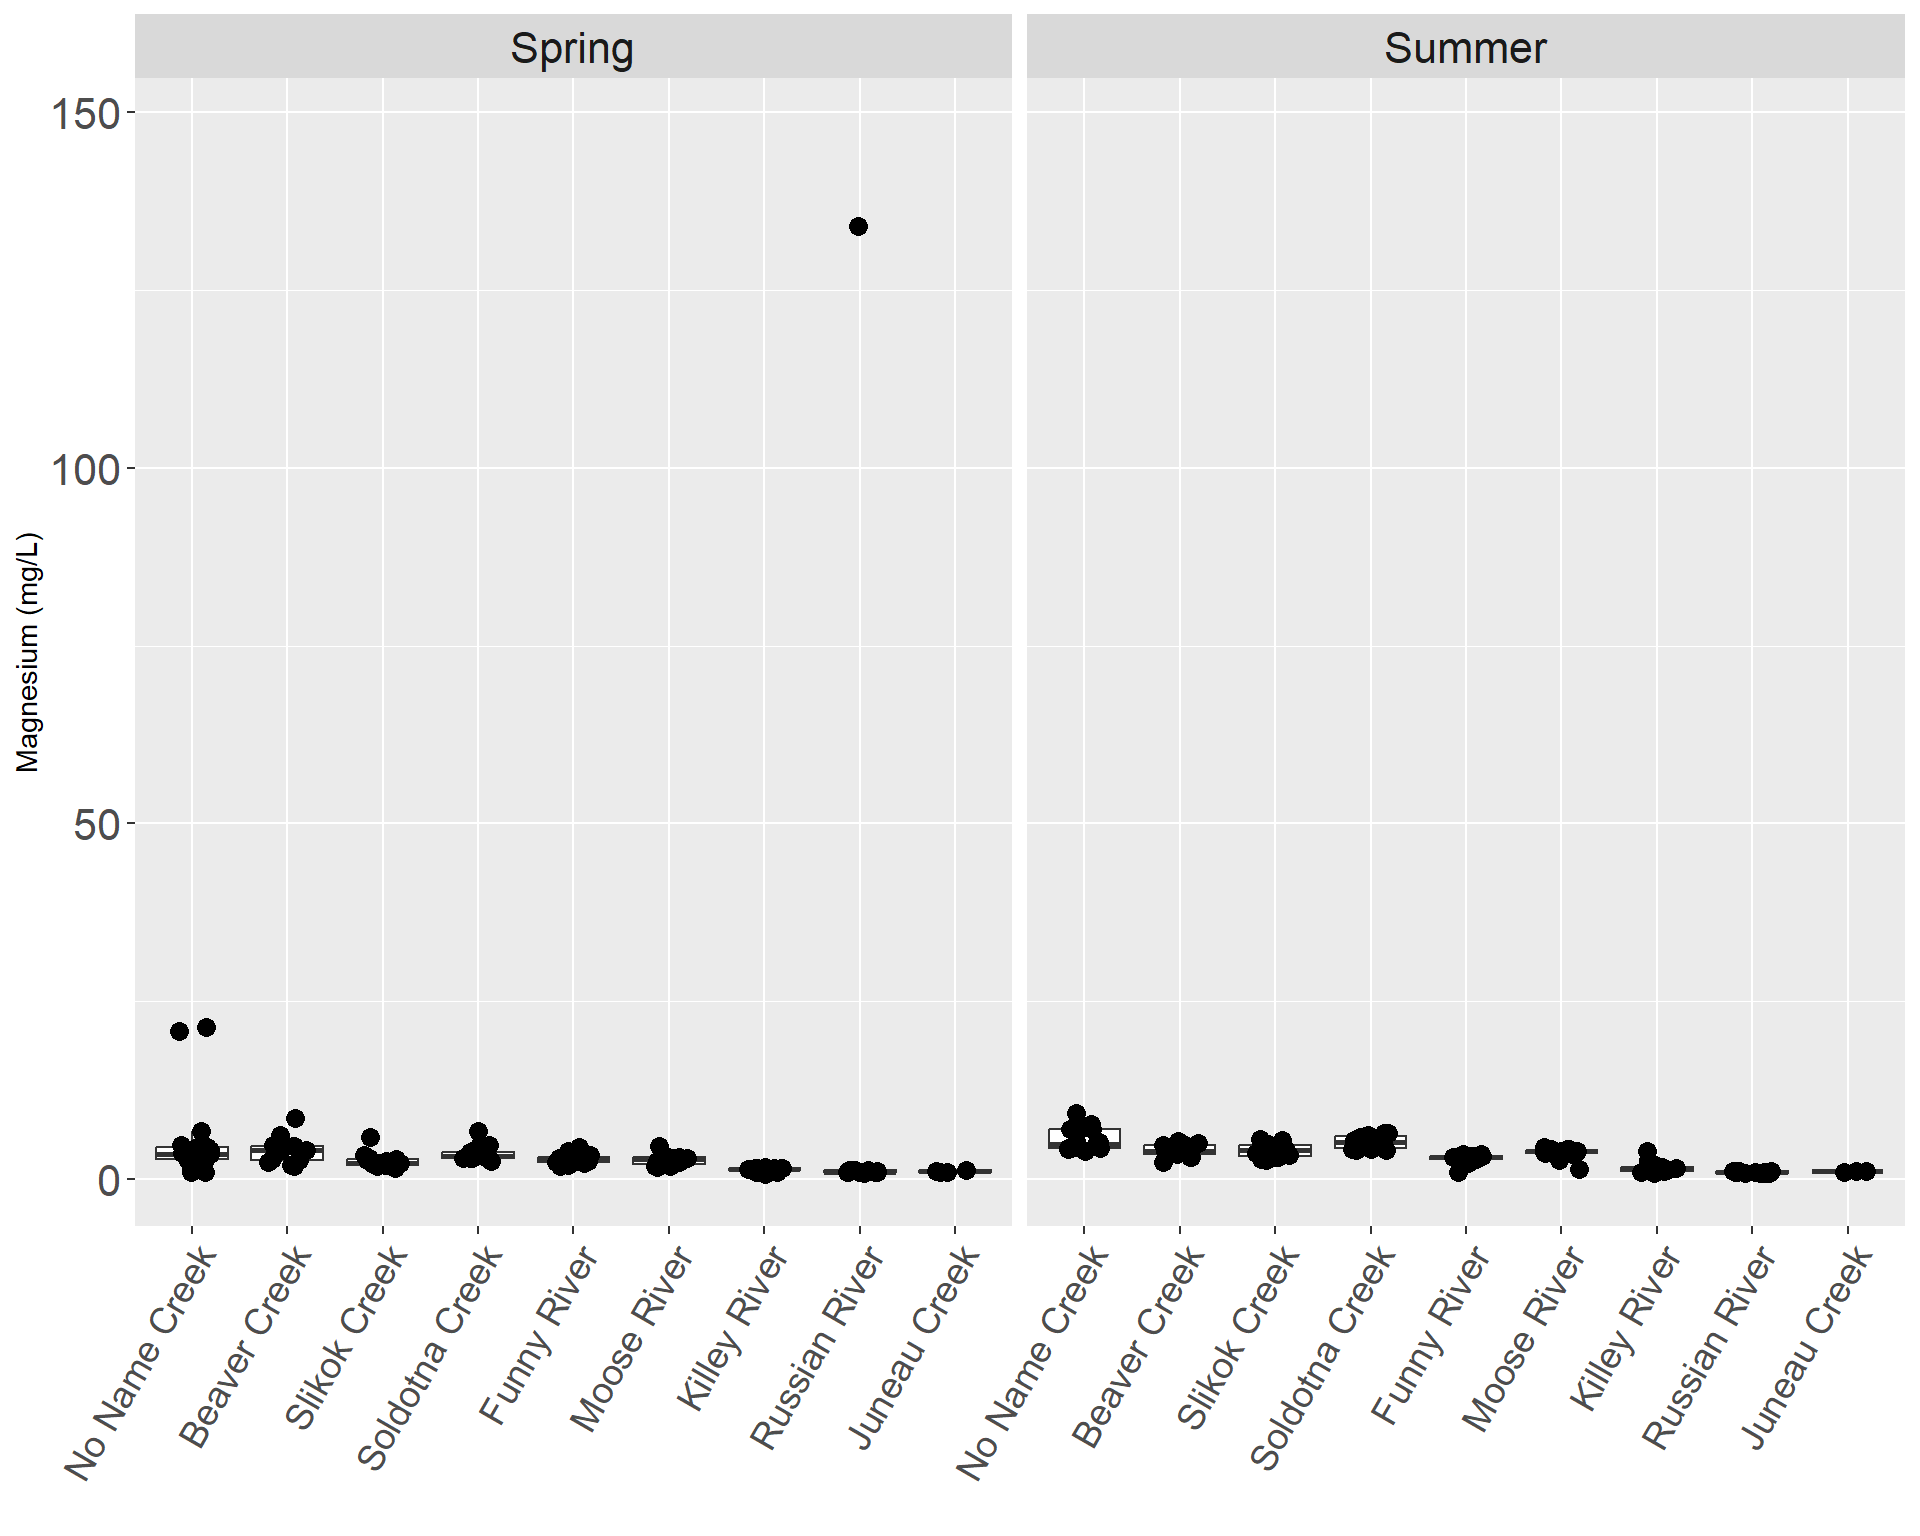 Spring
Summer
150
100
50
0
Magnesium (mg/L)
No Name Creek
Beaver Creek
Slikok Creek
Soldotna Creek
Funny River
Moose River
Killey River
Russian River
Juneau Creek
No Name Creek
Beaver Creek
Slikok Creek
Soldotna Creek
Funny River
Moose River
Killey River
Russian River
Juneau Creek